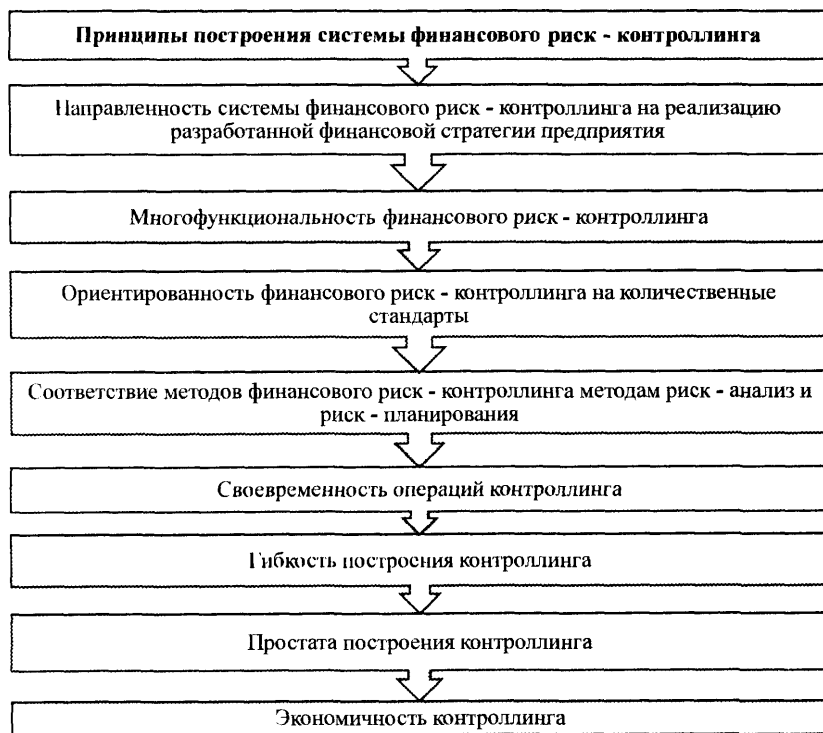 Принципы построения системы финансового риск - контроллинга
Направленность системы финансового риск - контроллинга на реализацию
разработанной финансовой стратегии предприятия
Многофункциональность финансового риск - контроллинга
Ориентированность финансового риск - контроллинга на количественные
стандарты
Соответствие методов финансового риск - контроллинга методам риск - анализ и
риск - планирования
Своевременность операций контроллинга
Гибкость построения контроллинга
Простата построения контроллинга
Экономичность контроллинга